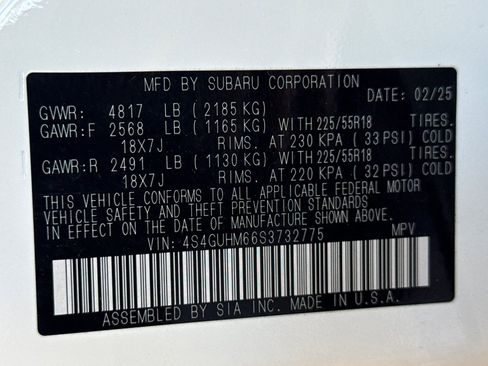 MFD BY SUBARU CORPORATION
DATE: 02/25
GVWR: 4817 LB (2185 KG)
GAWR:F 2568 LB (1165 KG) WITH 225/55R18 TIRES.
18X7J RIMS. AT 230 KPA (33 PSI) COLD
GAWR:R 2491 LB (1130 KG) WITH 225/55R18 TIRES.
18X7J RIMS. AT 220 KPA (32 PSI) COLD
THIS VEHICLE CONFORMS TO ALL APPLICABLE FEDERAL MOTOR
VEHICLE SAFETY AND THEFT PREVENTION STANDARDS IN
EFFECT ON THE DATE OF MANUFACTURE SHOWN ABOVE.
VIN: 4S4GUHM66S3732775 MPV
ASSEMBLED BY SIA INC. MADE IN U.S.A.